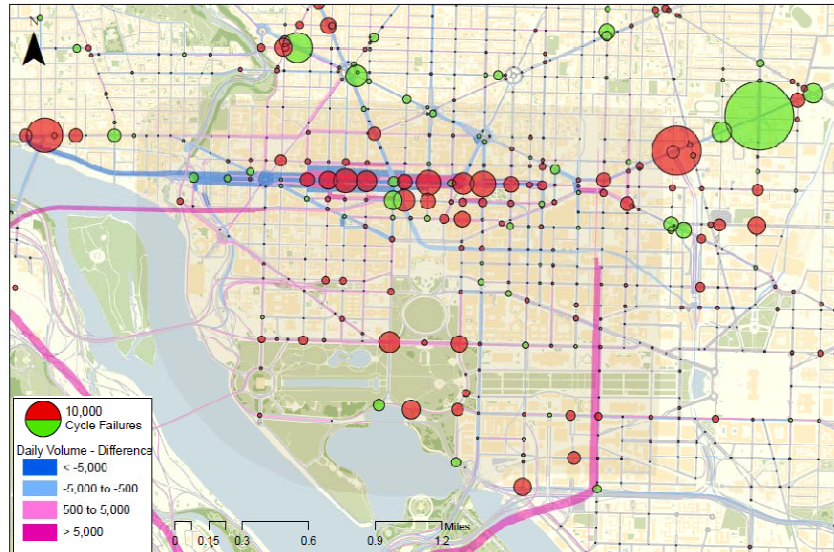 N
10,000
Cycle Failures
Daily Volume - Difference
< -5,000
-5,000 to -500
500 to 5,000
> 5,000
Miles
0 0.15 0.3 0.6 0.9 1.2